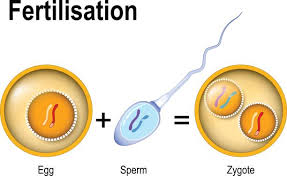 Fertilisation
+ =
Egg Sperm Zygote